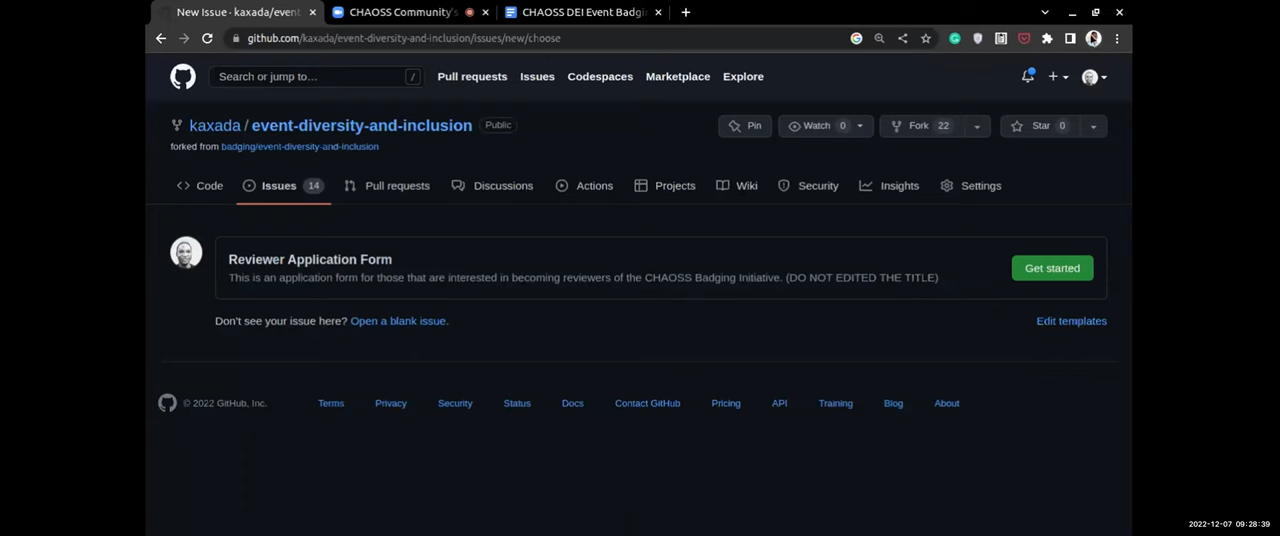 New Issue · kaxada/event
CHAOSS Community's
CHAOSS DEI Event Badgin
github.com/kaxada/event-diversity-and-inclusion/issues/new/choose
Search or jump to…
/
Pull requests
Issues
Codespaces
Marketplace
Explore
kaxada / event-diversity-and-inclusion
Public
Pin
Watch 0
Fork 22
Star 0
forked from badging/event-diversity-and-inclusion
Code
Issues 14
Pull requests
Discussions
Actions
Projects
Wiki
Security
Insights
Settings
Reviewer Application Form
This is an application form for those that are interested in becoming reviewers of the CHAOSS Badging Initiative. (DO NOT EDITED THE TITLE)
Get started
Don't see your issue here? Open a blank issue.
Edit templates
© 2022 GitHub, Inc.
Terms
Privacy
Security
Status
Docs
Contact GitHub
Pricing
API
Training
Blog
About
2022-12-07 09:28:39